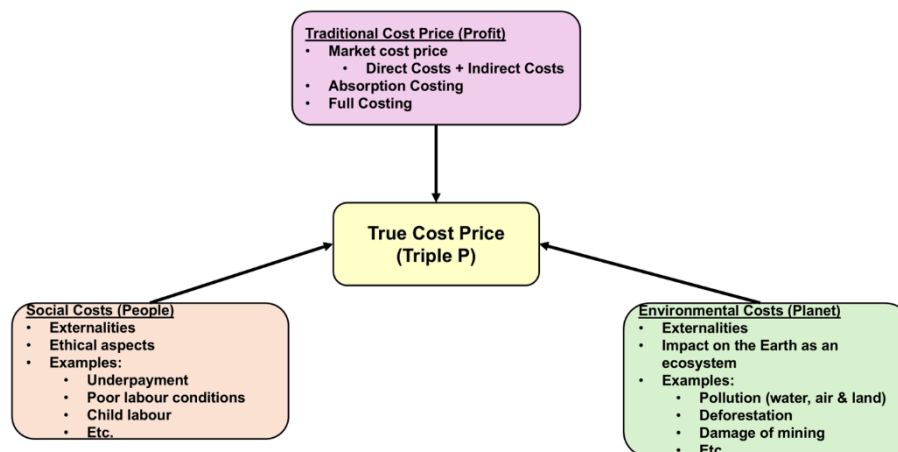 Traditional Cost Price (Profit)
• Market cost price
• Direct Costs + Indirect Costs
• Absorption Costing
• Full Costing
True Cost Price
(Triple P)
Social Costs (People)
• Externalities
• Ethical aspects
• Examples:
• Underpayment
• Poor labour conditions
• Child labour
• Etc.
Environmental Costs (Planet)
• Externalities
• Impact on the Earth as an
ecosystem
• Examples:
• Pollution (water, air & land)
• Deforestation
• Damage of mining
• Etc